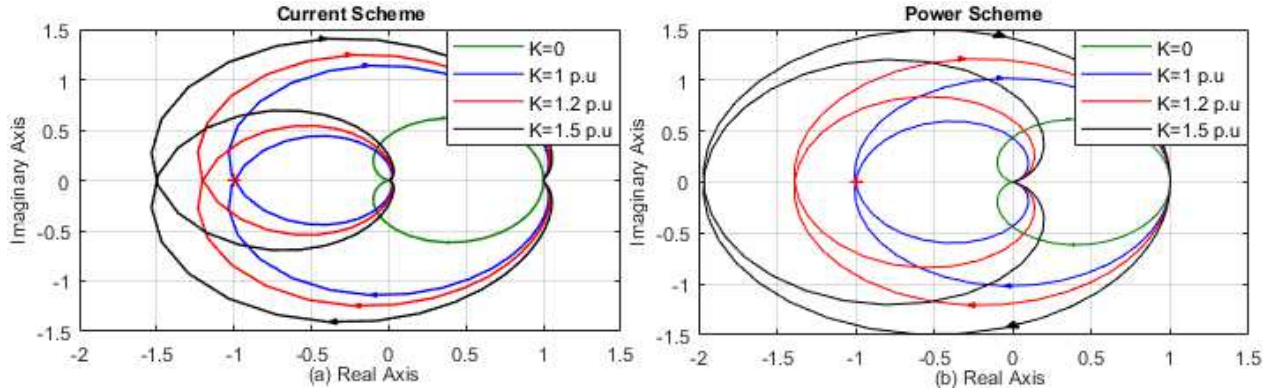 Current Scheme
1.5
1
0.5
0
-0.5
-1
-1.5
Imaginary Axis
K=0
K=1 p.u
K=1.2 p.u
K=1.5 p.u
-2 -1.5 -1 -0.5 0 0.5 1 1.5
(a) Real Axis
Power Scheme
1.5
1
0.5
0
-0.5
-1
-1.5
Imaginary Axis
K=0
K=1 p.u
K=1.2 p.u
K=1.5 p.u
-2 -1.5 -1 -0.5 0 0.5 1 1.5
(b) Real Axis